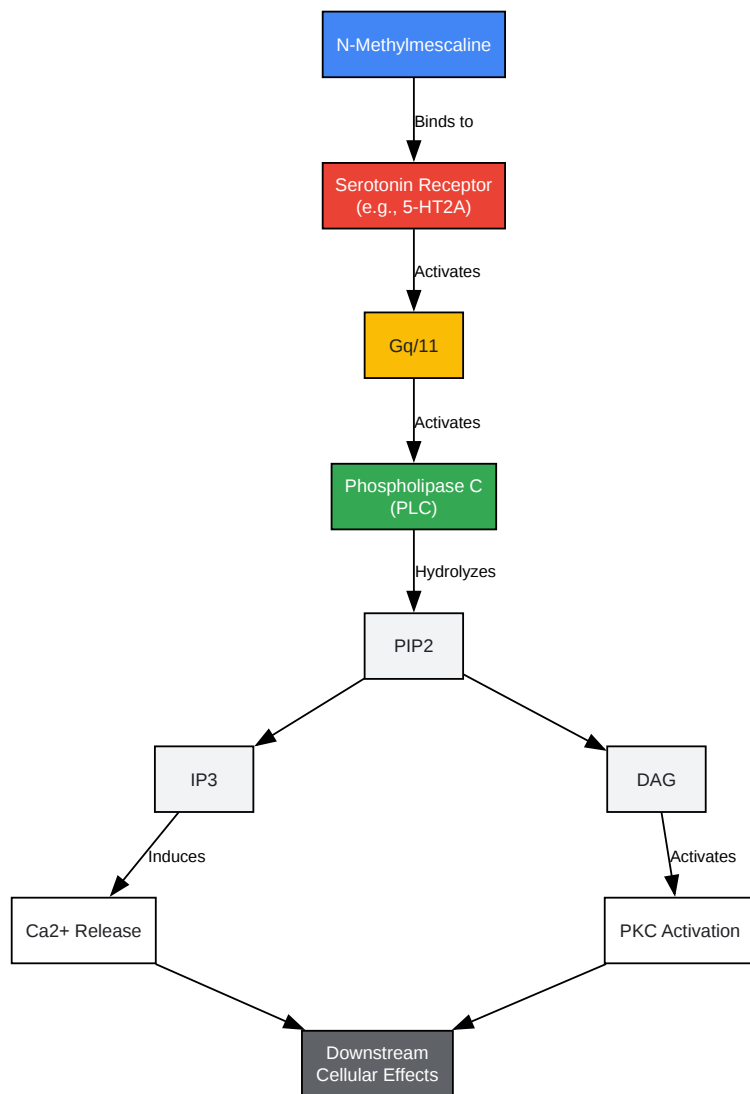 N-Methylmescaline
Binds to
Serotonin Receptor
(e.g., 5-HT2A)
Activates
Gq/11
Activates
Phospholipase C
(PLC)
Hydrolyzes
PIP2
IP3
DAG
Induces
Activates
Ca2+ Release
PKC Activation
Downstream
Cellular Effects